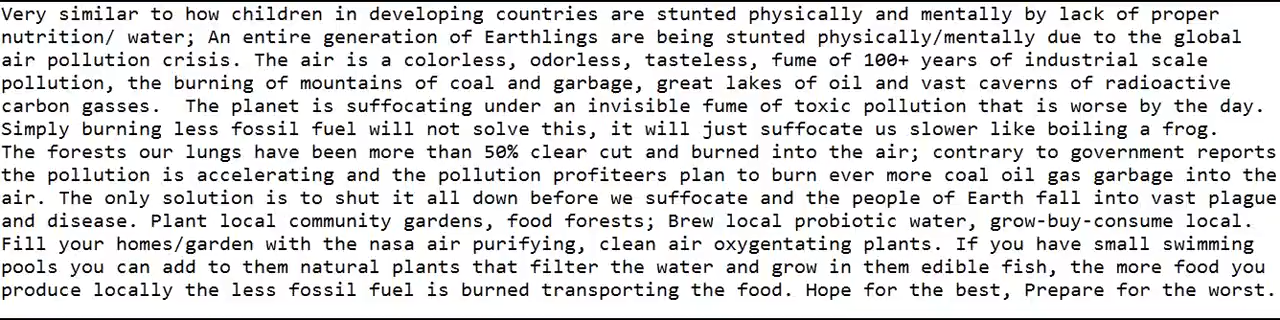 Very similar to how children in developing countries are stunted physically and mentally by lack of proper
nutrition/ water; An entire generation of Earthlings are being stunted physically/mentally due to the global
air pollution crisis. The air is a colorless, odorless, tasteless, fume of 100+ years of industrial scale
pollution, the burning of mountains of coal and garbage, great lakes of oil and vast caverns of radioactive
carbon gasses.  The planet is suffocating under an invisible fume of toxic pollution that is worse by the day.
Simply burning less fossil fuel will not solve this, it will just suffocate us slower like boiling a frog.
The forests our lungs have been more than 50% clear cut and burned into the air; contrary to government reports
the pollution is accelerating and the pollution profiteers plan to burn ever more coal oil gas garbage into the
air. The only solution is to shut it all down before we suffocate and the people of Earth fall into vast plague
and disease. Plant local community gardens, food forests; Brew local probiotic water, grow-buy-consume local.
Fill your homes/garden with the nasa air purifying, clean air oxygentating plants. If you have small swimming
pools you can add to them natural plants that filter the water and grow in them edible fish, the more food you
produce locally the less fossil fuel is burned transporting the food. Hope for the best, Prepare for the worst.